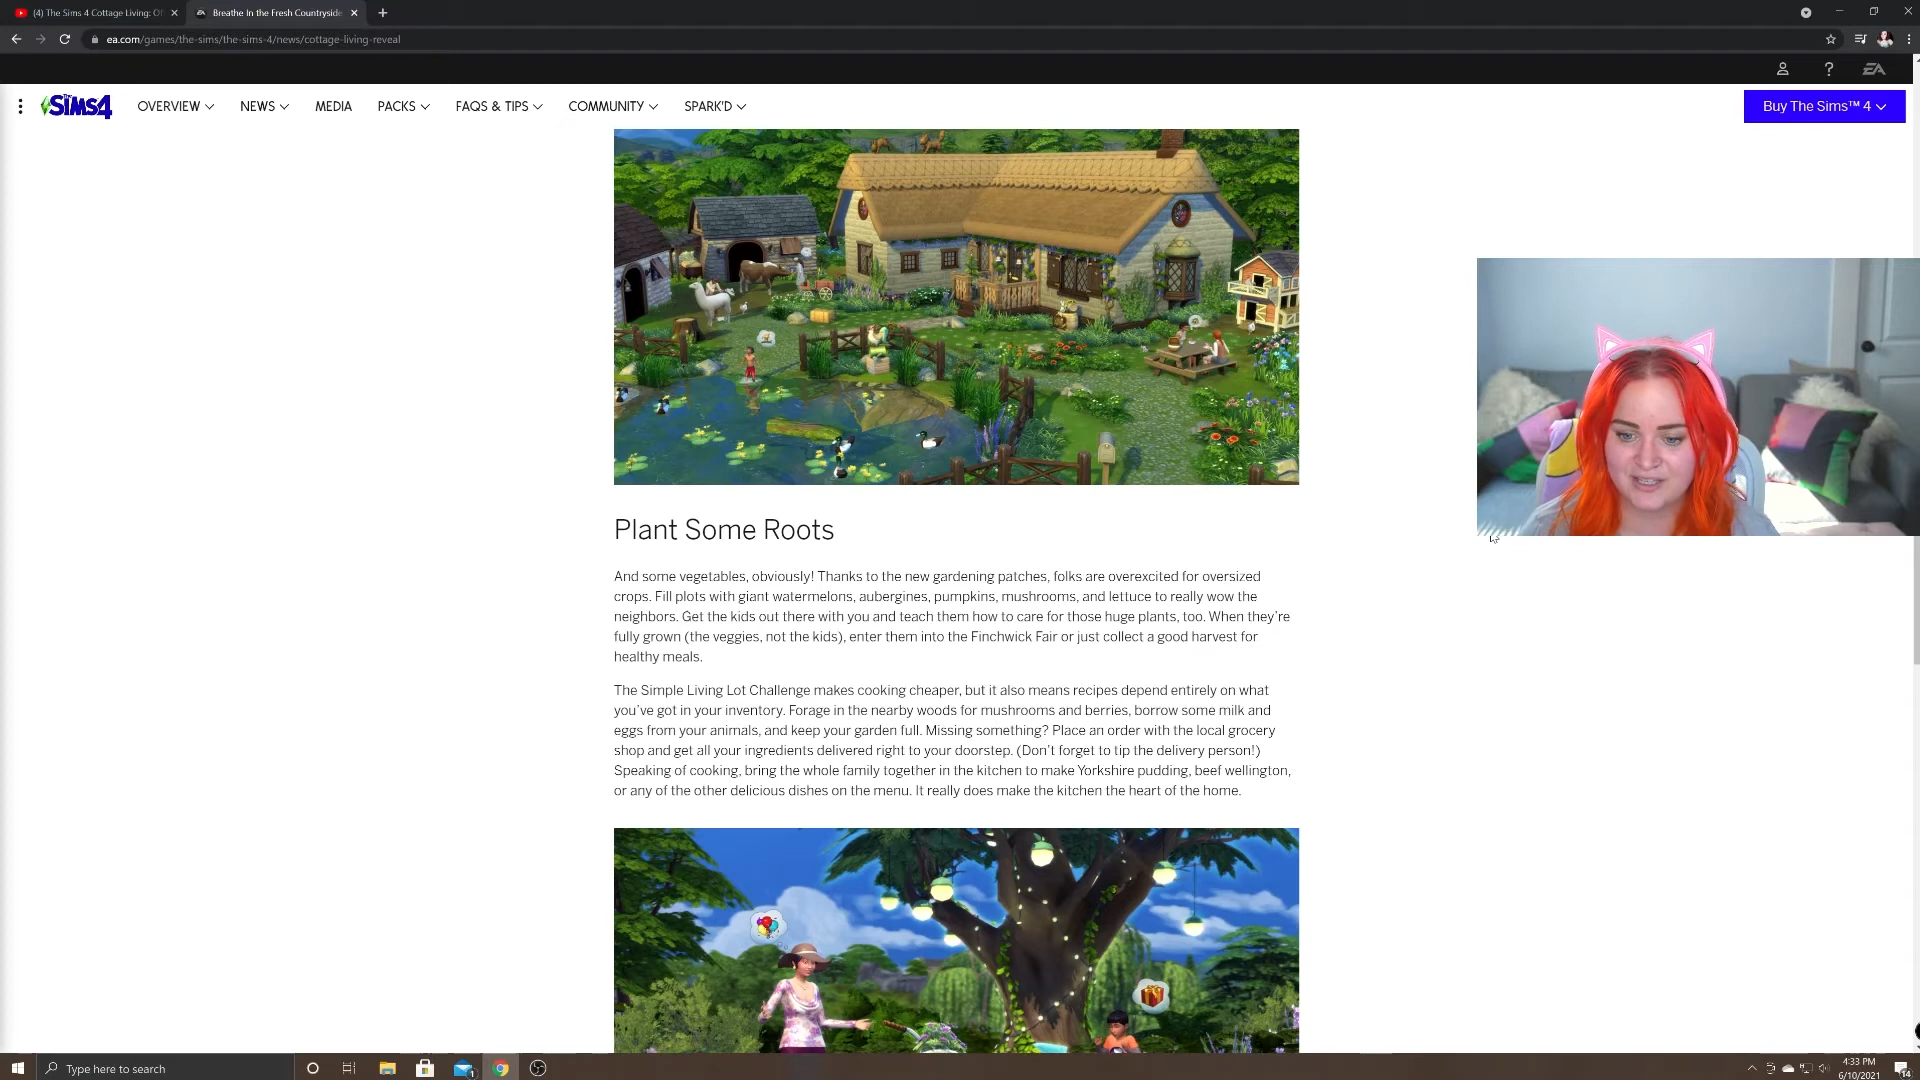 (4) The Sims 4 Cottage Living: Of
Breathe In the Fresh Countryside
ea.com/games/the-sims/the-sims-4/news/cottage-living-reveal
The SIMS4
OVERVIEW
NEWS
MEDIA
PACKS
FAQS & TIPS
COMMUNITY
SPARK'D
Buy The Sims™ 4
Plant Some Roots
And some vegetables, obviously! Thanks to the new gardening patches, folks are overexcited for oversized
crops. Fill plots with giant watermelons, aubergines, pumpkins, mushrooms, and lettuce to really wow the
neighbors. Get the kids out there with you and teach them how to care for those huge plants, too. When they're
fully grown (the veggies, not the kids), enter them into the Finchwick Fair or just collect a good harvest for
healthy meals.
The Simple Living Lot Challenge makes cooking cheaper, but it also means recipes depend entirely on what
you've got in your inventory. Forage in the nearby woods for mushrooms and berries, borrow some milk and
eggs from your animals, and keep your garden full. Missing something? Place an order with the local grocery
shop and get all your ingredients delivered right to your doorstep. (Don't forget to tip the delivery person!)
Speaking of cooking, bring the whole family together in the kitchen to make Yorkshire pudding, beef wellington,
or any of the other delicious dishes on the menu. It really does make the kitchen the heart of the home.
Type here to search
1
4:33 PM
6/10/2021
14